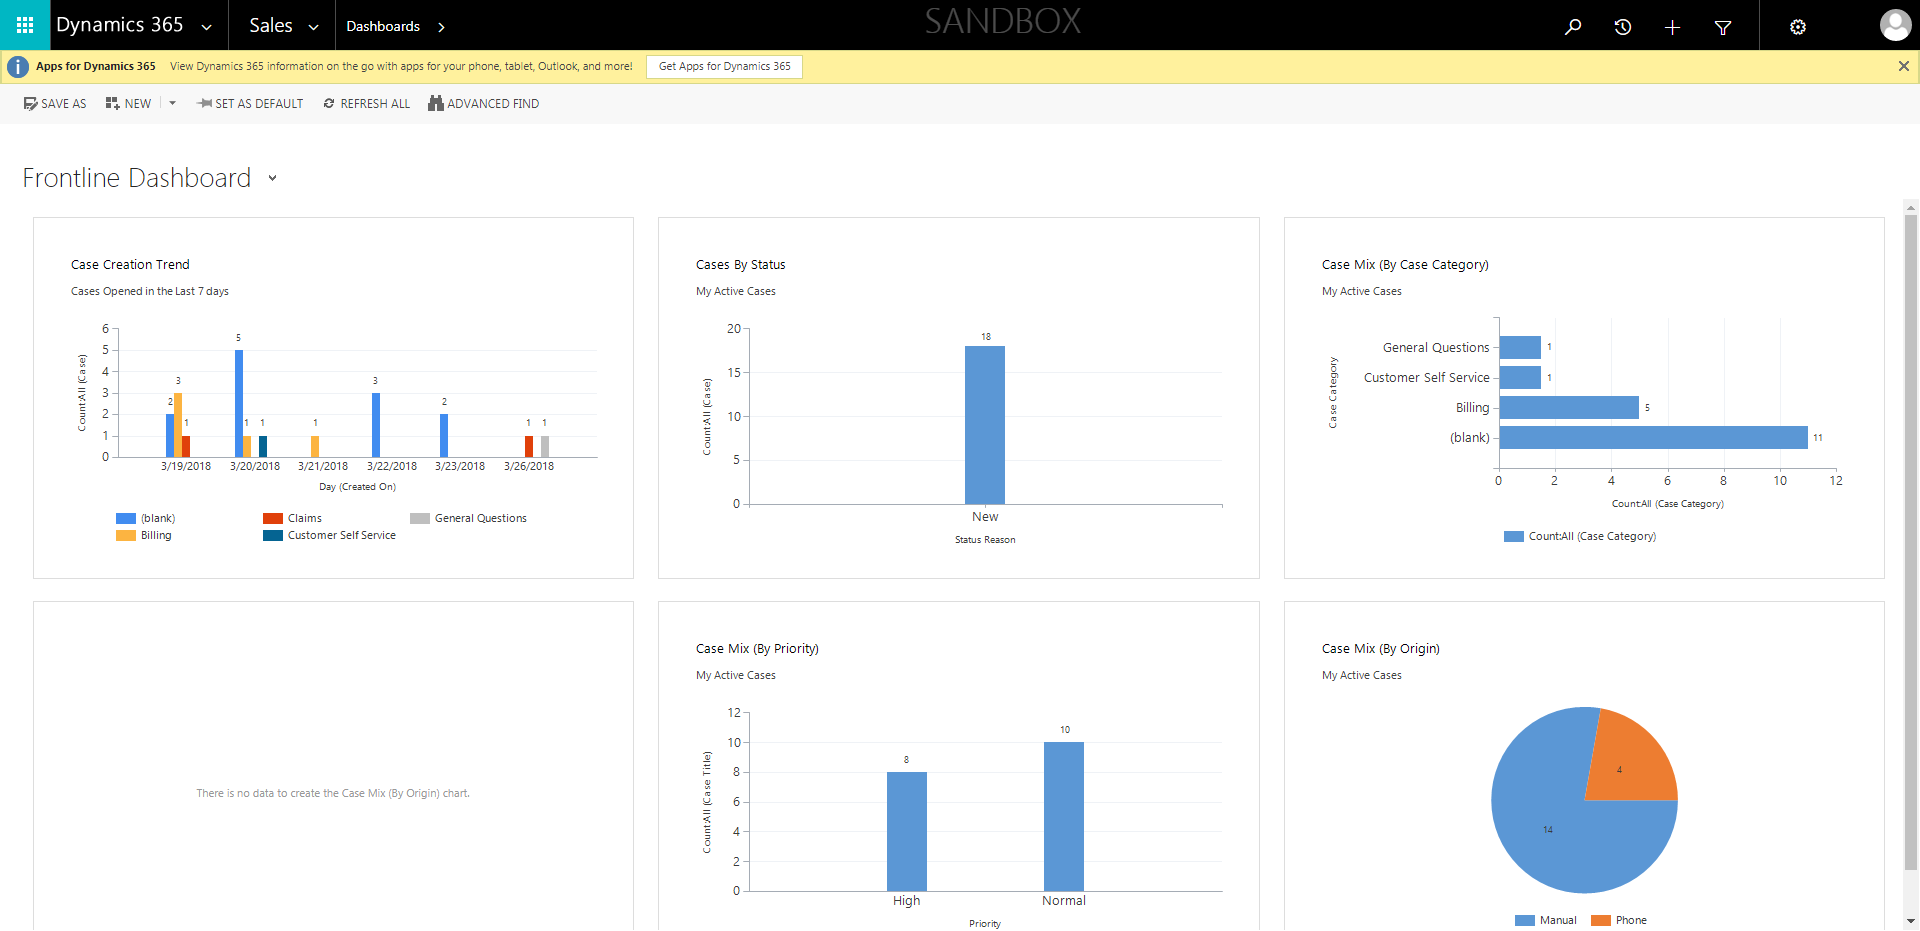 Dynamics 365
Sales
Dashboards
SANDBOX
Apps for Dynamics 365 View Dynamics 365 information on the go with apps for your phone, tablet, Outlook, and more! Get Apps for Dynamics 365
SAVE AS NEW SET AS DEFAULT REFRESH ALL ADVANCED FIND
Frontline Dashboard
Case Creation Trend
Cases Opened in the Last 7 days
Count:All (Case)
6
5
4
3
2
1
0
2
3
1
5
1
1
1
3
2
1
1
3/19/2018 3/20/2018 3/21/2018 3/22/2018 3/23/2018 3/26/2018
Day (Created On)
(blank) Claims General Questions
Billing Customer Self Service
Cases By Status
My Active Cases
Count:All (Case)
20
15
10
5
0
18
New
Status Reason
Case Mix (By Case Category)
My Active Cases
Case Category
General Questions 1
Customer Self Service 1
Billing 5
(blank) 11
0 2 4 6 8 10 12
Count:All (Case Category)
Count:All (Case Category)
There is no data to create the Case Mix (By Origin) chart.
Case Mix (By Priority)
My Active Cases
Count:All (Case Title)
12
10
8
6
4
2
0
8
10
High Normal
Priority
Case Mix (By Origin)
My Active Cases
4
14
Manual Phone